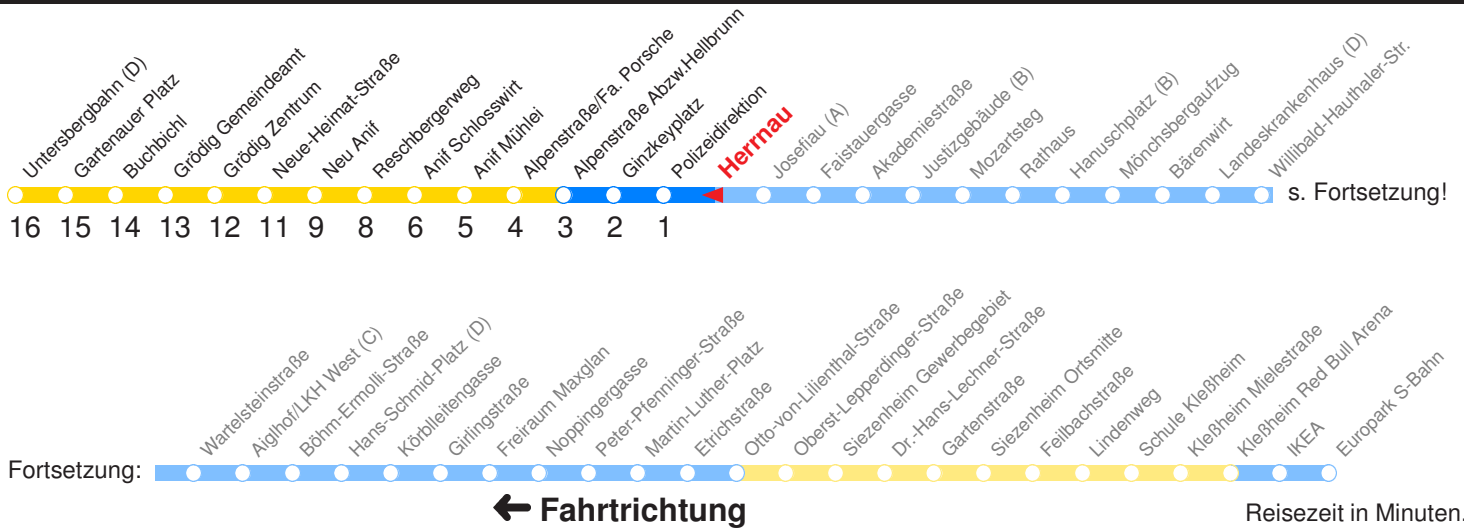 Untersbergbahn (D)
Gartenauer Platz
Buchbichl
Grödig Gemeindeamt
Grödig Zentrum
Neue-Heimat-Straße
Neu Anif
Reschbergerweg
Anif Schlosswirt
Anif Mühlei
Alpenstraße/Fa. Porsche
Alpenstraße Abzw.Hellbrunn
Ginzkeyplatz
Polizeidirektion
Herrnau
Josefiau (A)
Faistauergasse
Akademiestraße
Justizgebäude (B)
Mozartsteg
Rathaus
Hanuschplatz (B)
Mönchsbergaufzug
Bärenwirt
Landeskrankenhaus (D)
Willibald-Hauthaler-Str.
s. Fortsetzung!
16 15 14 13 12 11 9 8 6 5 4 3 2 1
Fortsetzung:
Wartelsteinstraße
Aiglhof/LKH West (C)
Böhm-Ermolli-Straße
Hans-Schmid-Platz (D)
Körbleitengasse
Girlingstraße
Freiraum Maxglan
Noppingergasse
Peter-Pfenninger-Straße
Martin-Luther-Platz
Etrichstraße
Otto-von-Lilienthal-Straße
Oberst-Lepperdinger-Straße
Siezenheim Gewerbegebiet
Dr.-Hans-Lechner-Straße
Gartenstraße
Siezenheim Ortsmitte
Feilbachstraße
Lindenweg
Schule Kleßheim
Kleßheim Mielestraße
Kleßheim Red Bull Arena
IKEA
Europark S-Bahn
Fahrtrichtung
Reisezeit in Minuten.